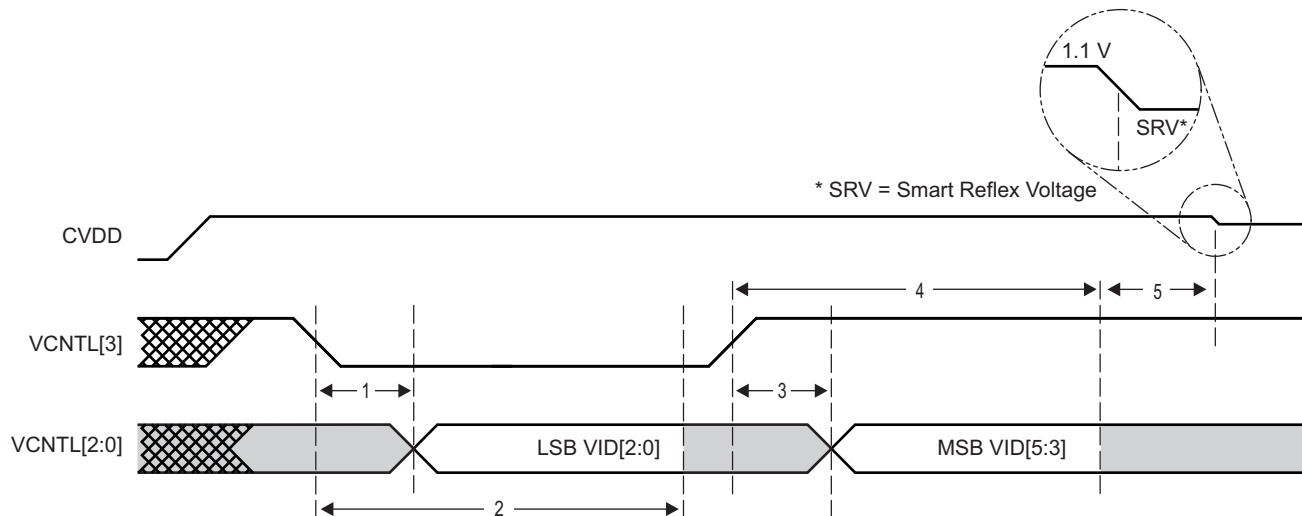 1.1 V
SRV*
* SRV = Smart Reflex Voltage
CVDD
4
5
VCNTL[3]
1
3
VCNTL[2:0]
LSB VID[2:0]
MSB VID[5:3]
2